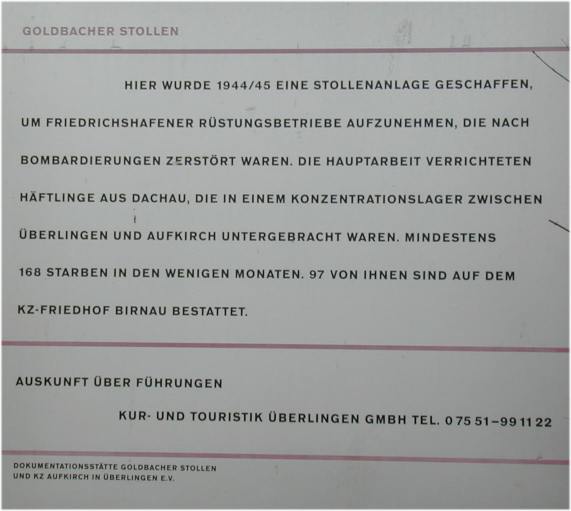 GOLDBACHER STOLLEN
HIER WURDE 1944/45 EINE STOLLENANLAGE GESCHAFFEN,
UM FRIEDRICHSHAFENER RÜSTUNGSBETRIEBE AUFZUNEHMEN, DIE NACH
BOMBARDIERUNGEN ZERSTÖRT WAREN. DIE HAUPTARBEIT VERRICHTETEN
HÄFTLINGE AUS DACHAU, DIE IN EINEM KONZENTRATIONSLAGER ZWISCHEN
ÜBERLINGEN UND AUFKIRCH UNTERGEBRACHT WAREN. MINDESTENS
168 STARBEN IN DEN WENIGEN MONATEN. 97 VON IHNEN SIND AUF DEM
KZ-FRIEDHOF BIRNAU BESTATTET.
AUSKUNFT ÜBER FÜHRUNGEN
KUR- UND TOURISTIK ÜBERLINGEN GMBH TEL. 0 75 51–99 11 22
DOKUMENTATIONSSTÄTTE GOLDBACHER STOLLEN
UND KZ AUFKIRCH IN ÜBERLINGEN E.V.